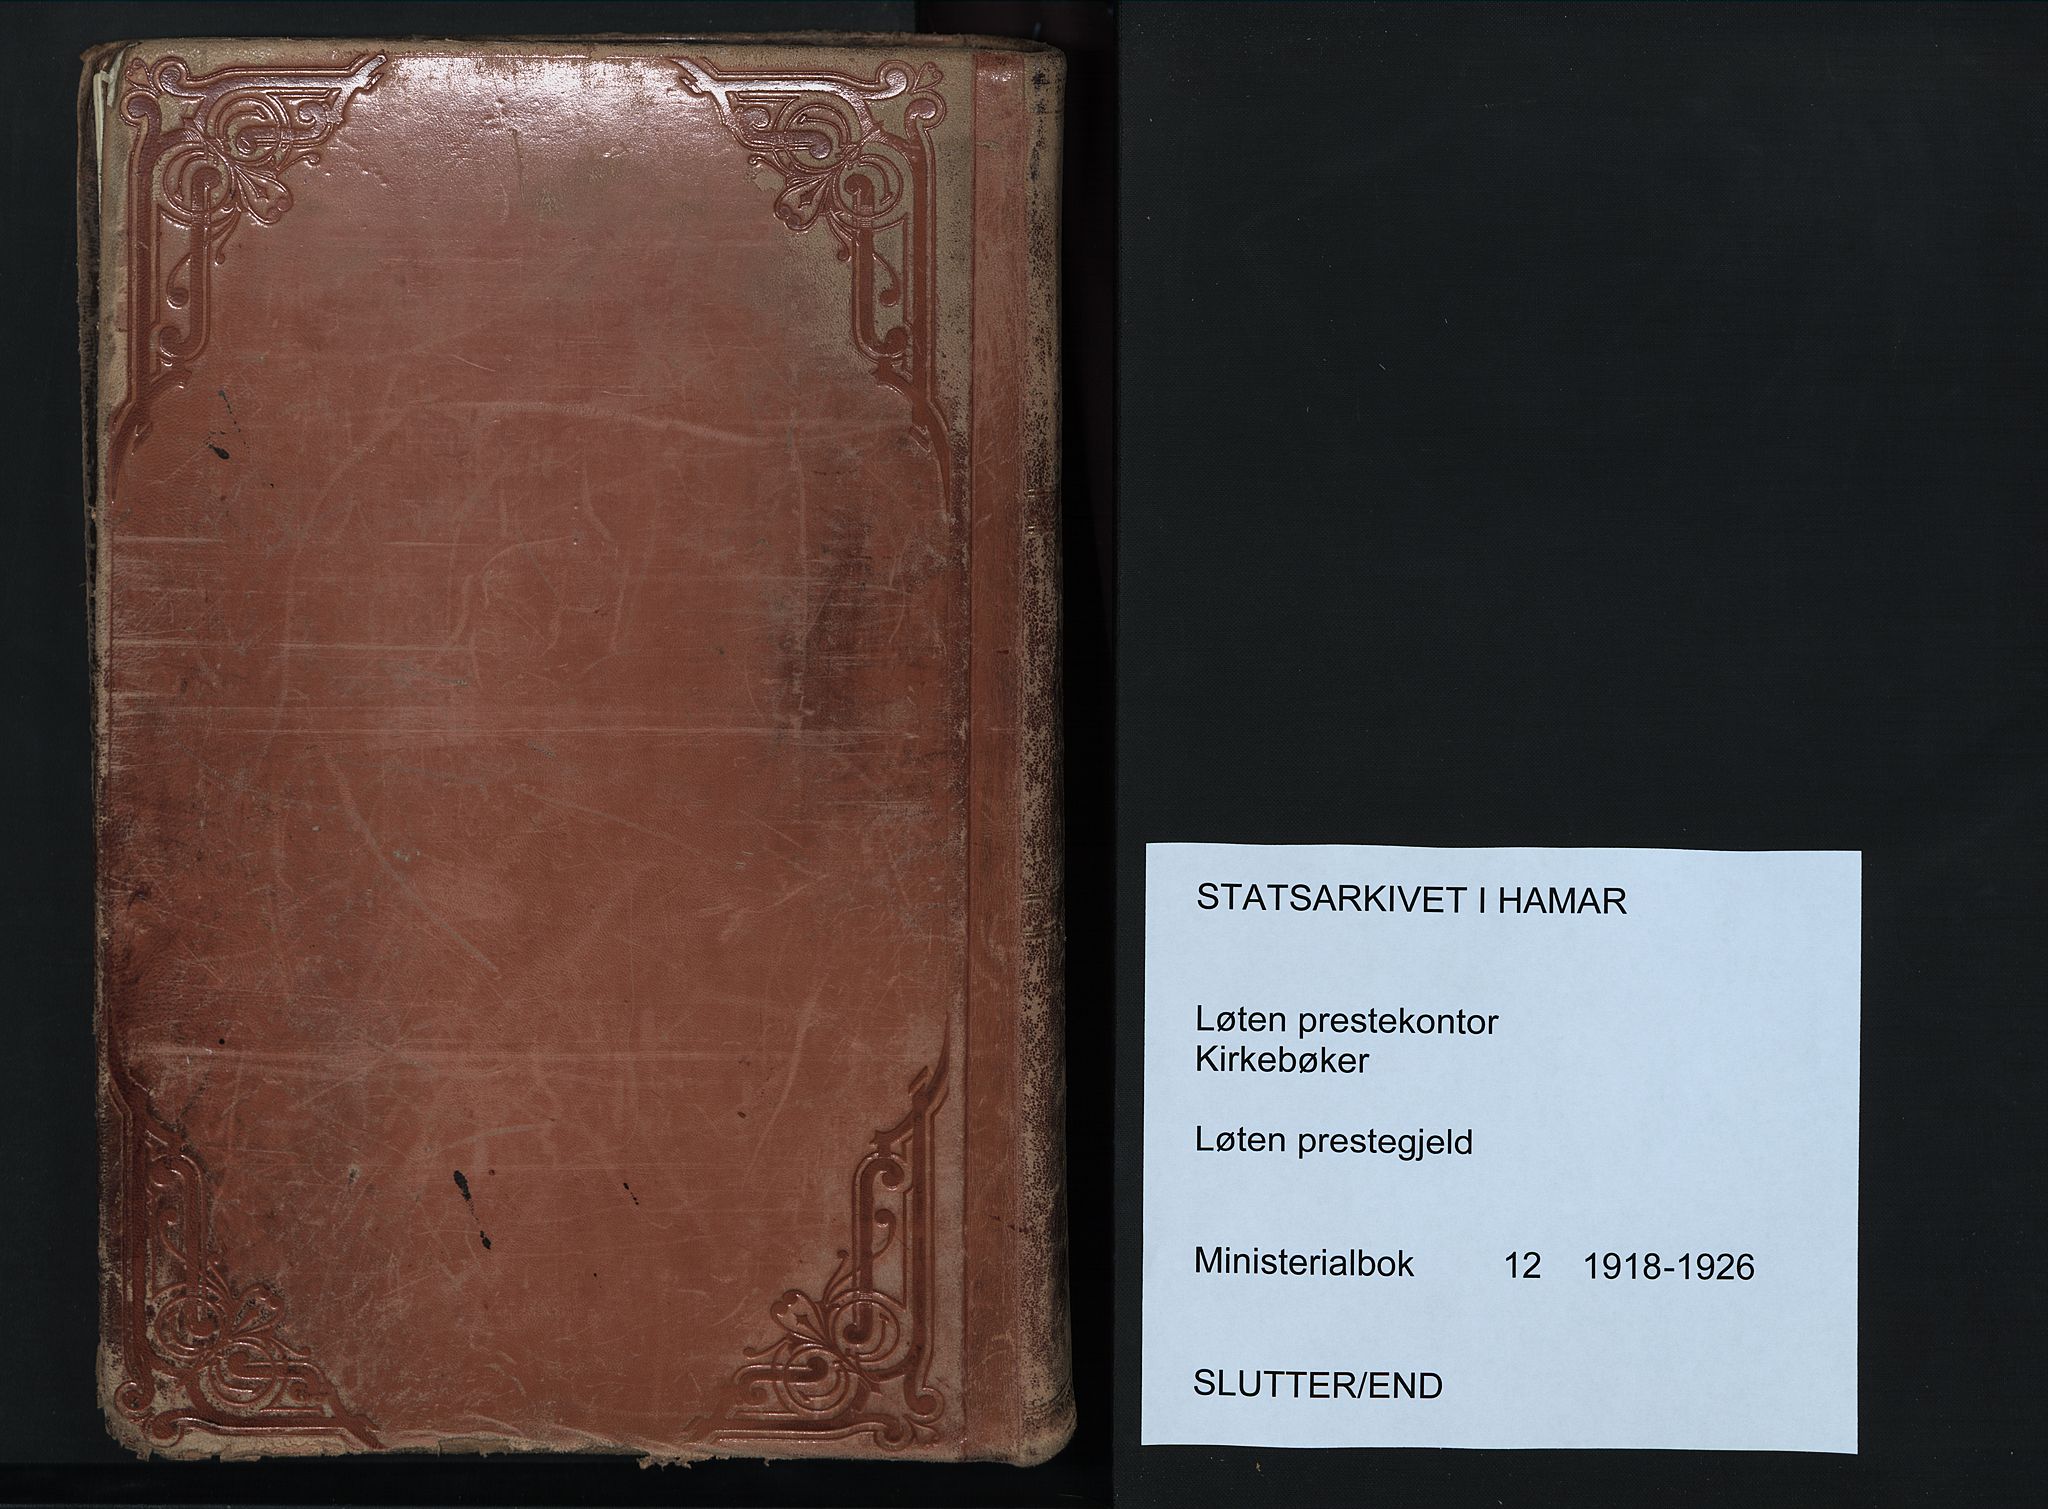 STATSARKIVET I HAMAR
Løten prestekontor
Kirkebøker
Løten prestegjeld
Ministerialbok 12 1918-1926
SLUTTER/END